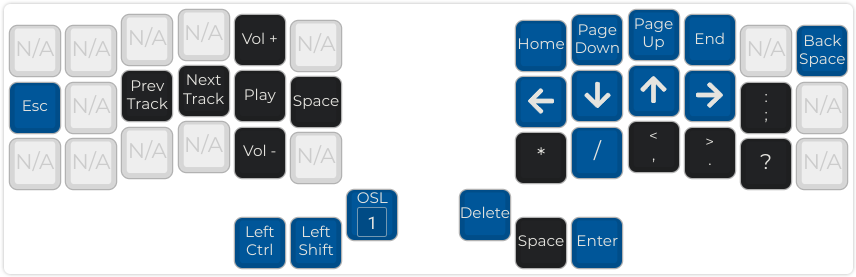 N/A N/A N/A N/A Vol + N/A Home Page Down Page Up End N/A Back Space
Esc N/A Prev Track Next Track Play Space ← ↓ ↑ → : ; N/A
N/A N/A N/A N/A Vol - N/A * / < , > . ? N/A
OSL 1 Delete
Left Ctrl Left Shift Space Enter